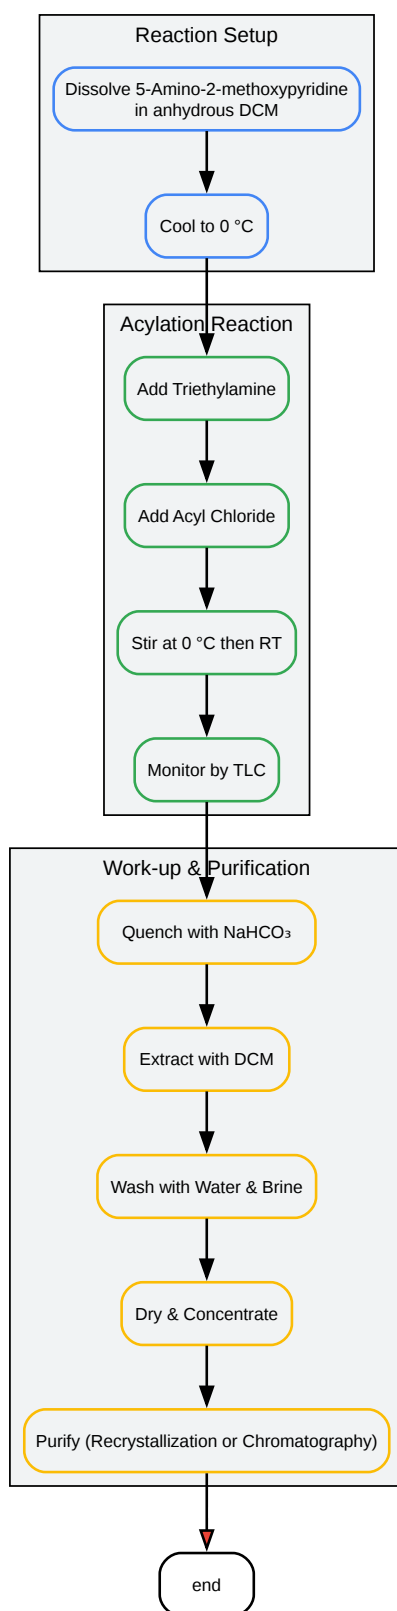 Reaction Setup
Dissolve 5-Amino-2-methoxypyridine
in anhydrous DCM
Cool to 0 °C
Acylation Reaction
Add Triethylamine
Add Acyl Chloride
Stir at 0 °C then RT
Monitor by TLC
Work-up & Purification
Quench with NaHCO₃
Extract with DCM
Wash with Water & Brine
Dry & Concentrate
Purify (Recrystallization or Chromatography)
end